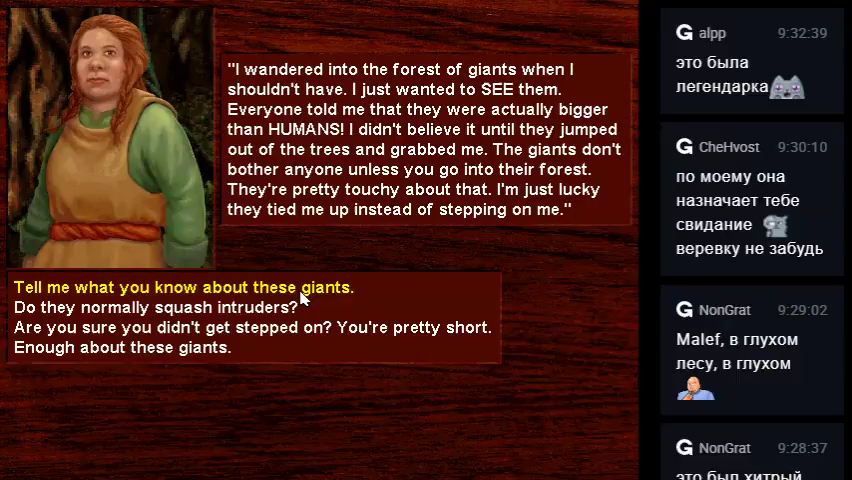 "I wandered into the forest of giants when I
shouldn't have. I just wanted to SEE them.
Everyone told me that they were actually bigger
than HUMANS! I didn't believe it until they jumped
out of the trees and grabbed me. The giants don't
bother anyone unless you go into their forest.
They're pretty touchy about that. I'm just lucky
they tied me up instead of stepping on me."
Tell me what you know about these giants.
Do they normally squash intruders?
Are you sure you didn't get stepped on? You're pretty short.
Enough about these giants.
G alpp 9:32:39
это была
легендарка
G CheHvost 9:30:10
по моему она
назначает тебе
свидание
веревку не забудь
G NonGrat 9:29:02
Malef, в глухом
лесу, в глухом
G NonGrat 9:28:37
это был хитрый